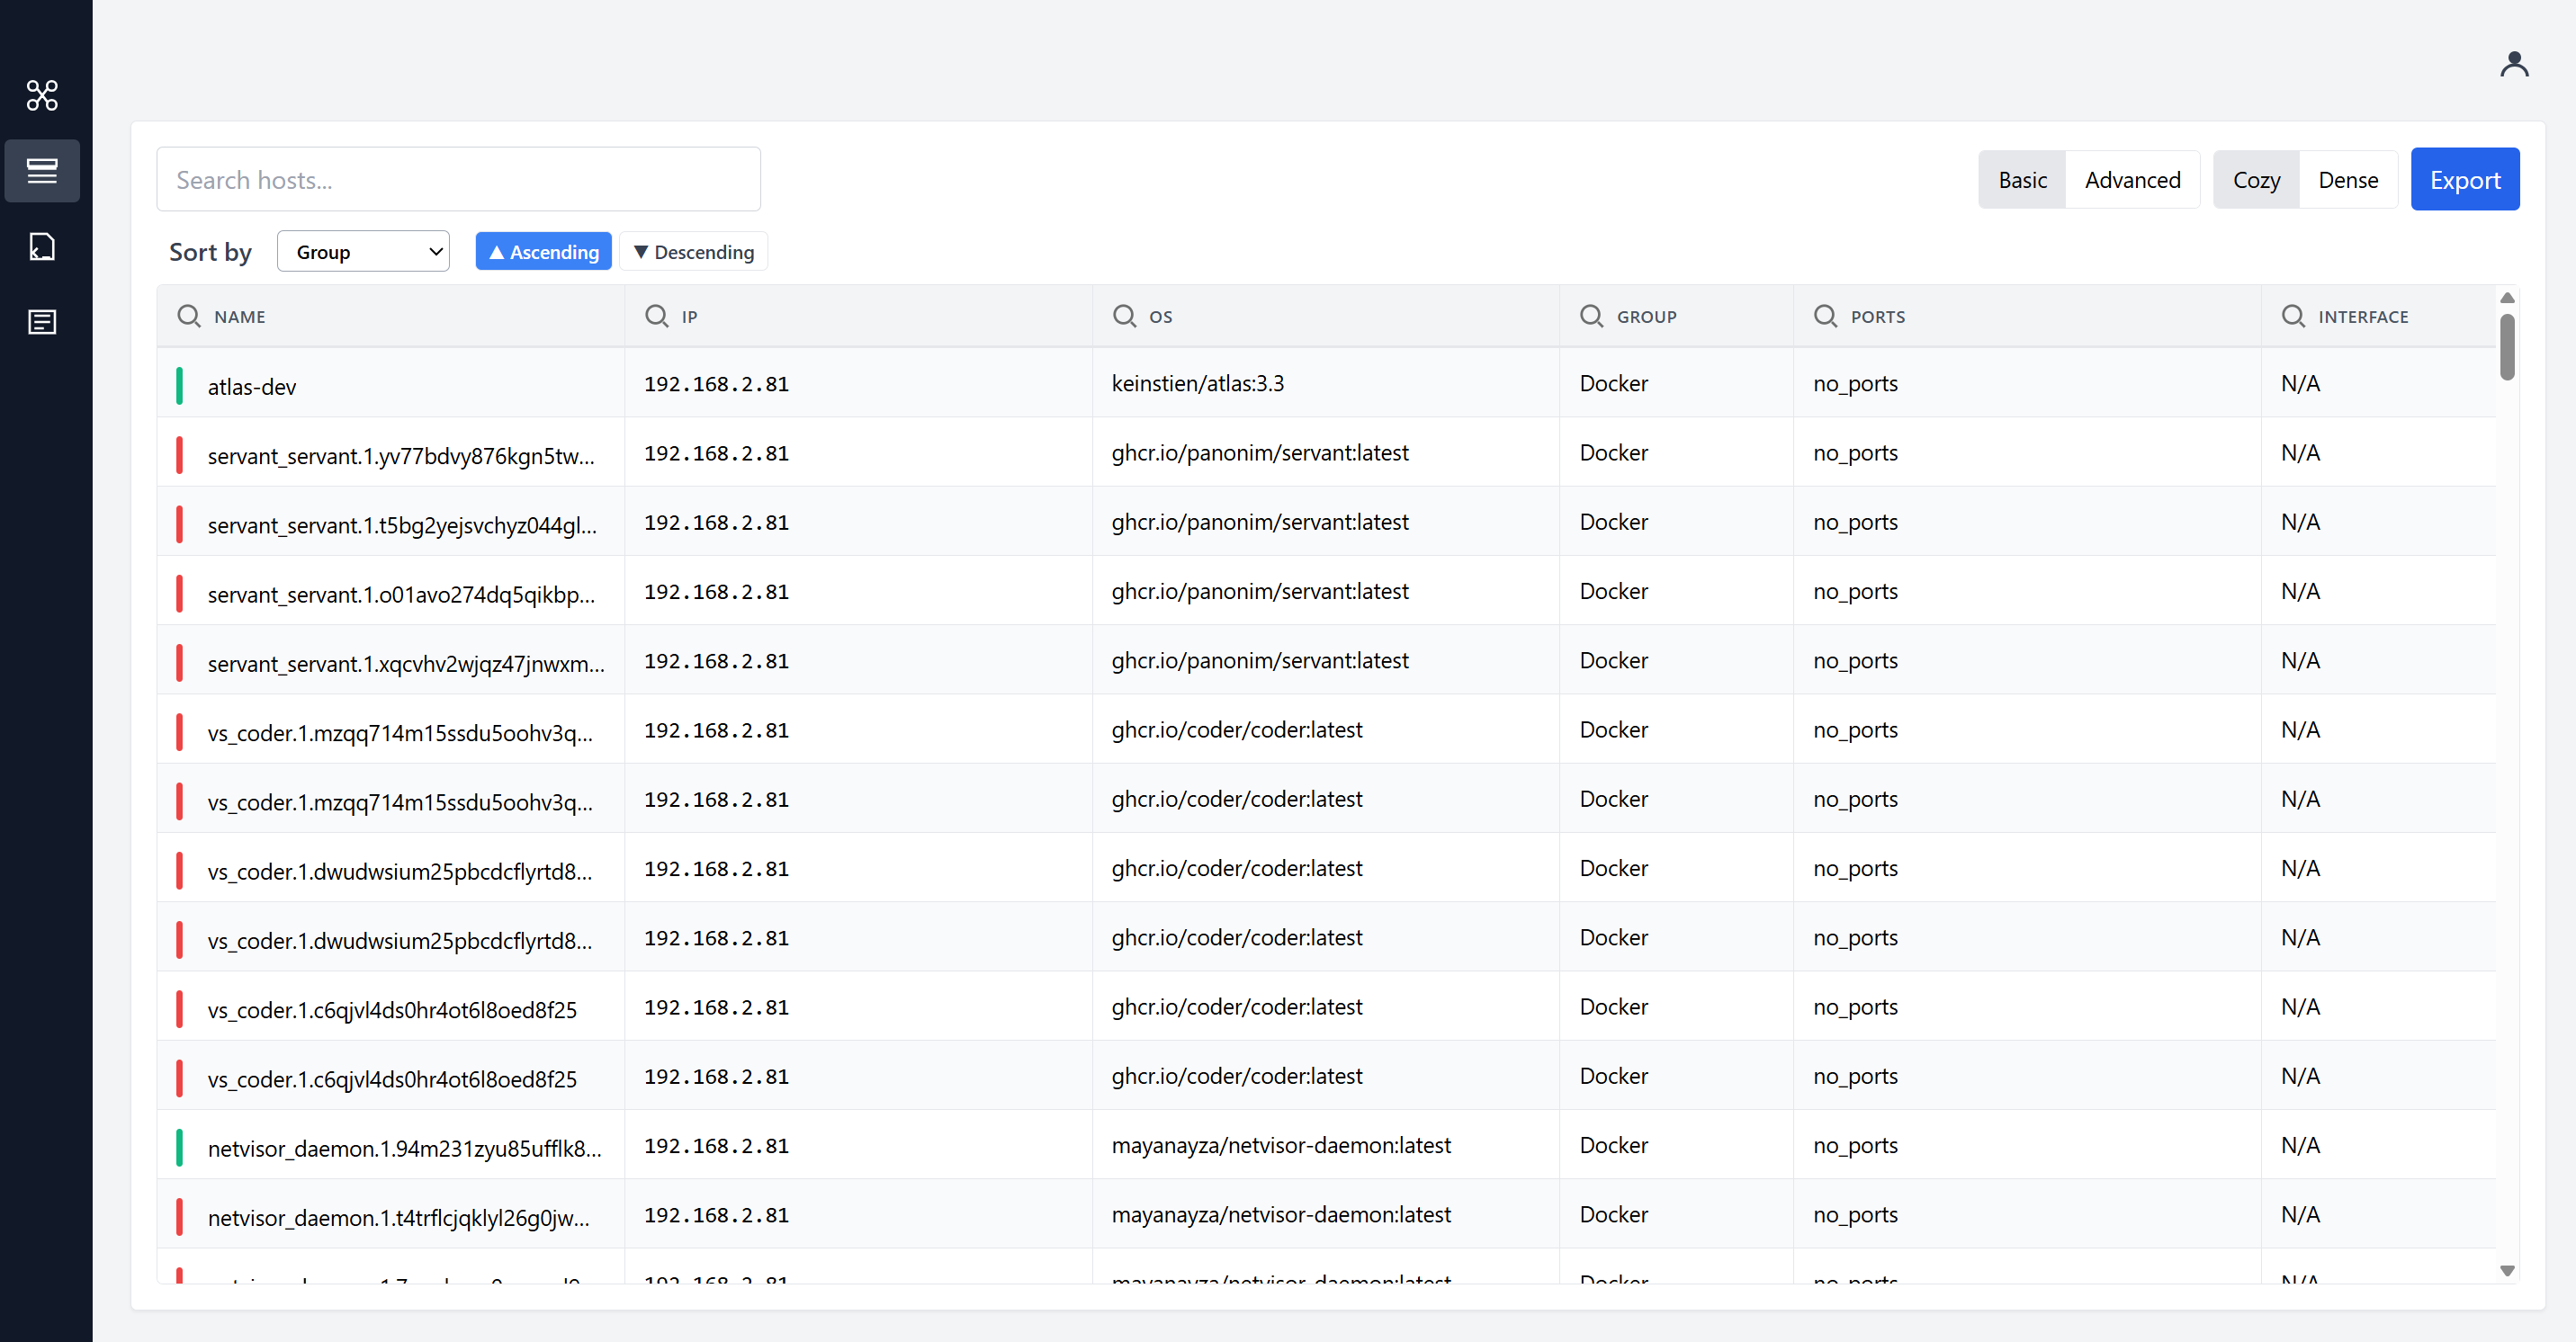 Search hosts...
Basic Advanced Cozy Dense Export
Sort by Group ▲ Ascending ▼ Descending
NAME IP OS GROUP PORTS INTERFACE
atlas-dev 192.168.2.81 keinstien/atlas:3.3 Docker no_ports N/A
servant_servant.1.yv77bdvy876kgn5tw... 192.168.2.81 ghcr.io/panonim/servant:latest Docker no_ports N/A
servant_servant.1.t5bg2yejsvchyz044gl... 192.168.2.81 ghcr.io/panonim/servant:latest Docker no_ports N/A
servant_servant.1.o01avo274dq5qikbp... 192.168.2.81 ghcr.io/panonim/servant:latest Docker no_ports N/A
servant_servant.1.xqcvhv2wjqz47jnwxm... 192.168.2.81 ghcr.io/panonim/servant:latest Docker no_ports N/A
vs_coder.1.mzqq714m15ssdu5oohv3q... 192.168.2.81 ghcr.io/coder/coder:latest Docker no_ports N/A
vs_coder.1.mzqq714m15ssdu5oohv3q... 192.168.2.81 ghcr.io/coder/coder:latest Docker no_ports N/A
vs_coder.1.dwudwsium25pbcdcflyrtd8... 192.168.2.81 ghcr.io/coder/coder:latest Docker no_ports N/A
vs_coder.1.dwudwsium25pbcdcflyrtd8... 192.168.2.81 ghcr.io/coder/coder:latest Docker no_ports N/A
vs_coder.1.c6qjvl4ds0hr4ot6l8oed8f25 192.168.2.81 ghcr.io/coder/coder:latest Docker no_ports N/A
vs_coder.1.c6qjvl4ds0hr4ot6l8oed8f25 192.168.2.81 ghcr.io/coder/coder:latest Docker no_ports N/A
netvisor_daemon.1.94m231zyu85ufflk8... 192.168.2.81 mayanayza/netvisor-daemon:latest Docker no_ports N/A
netvisor_daemon.1.t4trflcjqklyl26g0jw... 192.168.2.81 mayanayza/netvisor-daemon:latest Docker no_ports N/A
192.168.2.81 mayanayza/netvisor-daemon:latest Docker no_ports N/A